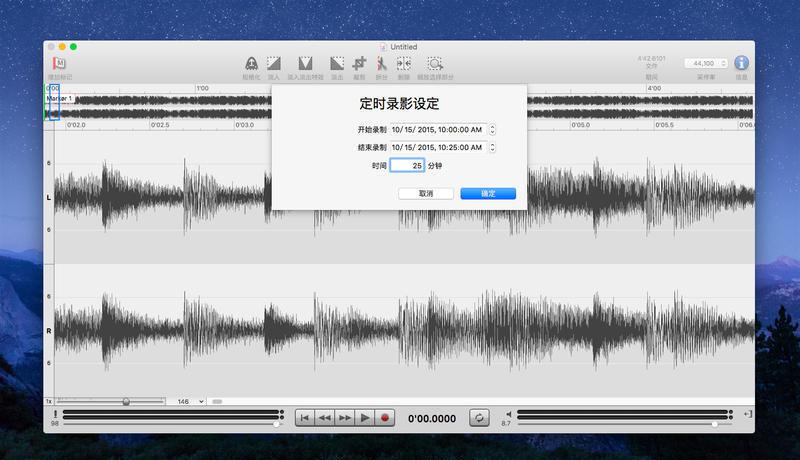 Untitled
增加标记
规格化
淡入
淡入淡出特效
淡出
裁剪
拆分
删除
缩放选择部分
4'42.6101
文件
期间
44,100
采样率
信息
0'00
1'00
4'00
Marker 1
0'02.0
0'02.5
0'03.0
0'05.0
0'05.5
0'06.0
定时录影设定
开始录制 10/ 15/ 2015, 10:00:00 AM
结束录制 10/ 15/ 2015, 10:25:00 AM
时间 25 分钟
取消 确定
6
L
6
6
R
6
1x
146
98
0'00.0000
8.7